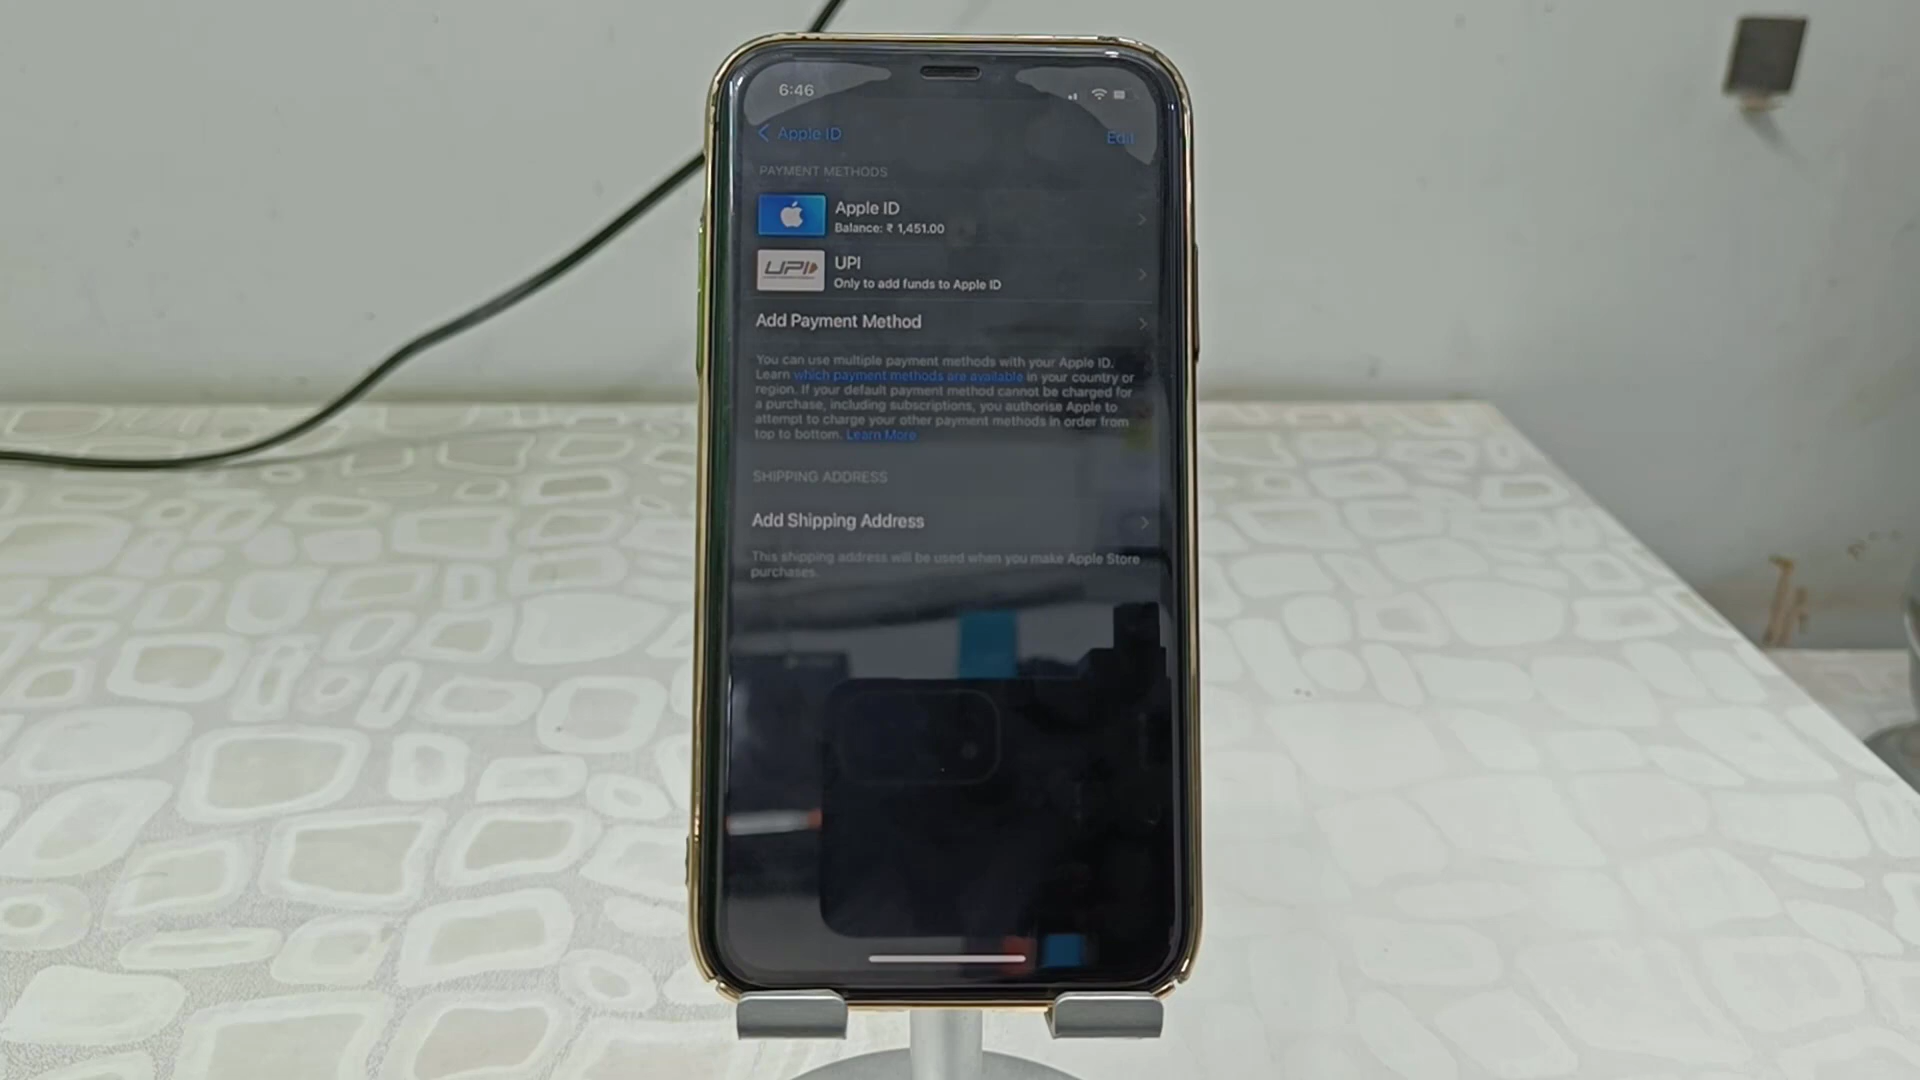 6:46
Apple ID
Edit
PAYMENT METHODS
Apple ID
Balance: ₹ 1,451.00
UPI
UPI
Only to add funds to Apple ID
Add Payment Method
You can use multiple payment methods with your Apple ID.
Learn which payment methods are available in your country or
region. If your default payment method cannot be charged for
a purchase, including subscriptions, you authorise Apple to
attempt to charge your other payment methods in order from
top to bottom. Learn More
SHIPPING ADDRESS
Add Shipping Address
This shipping address will be used when you make Apple Store
purchases.